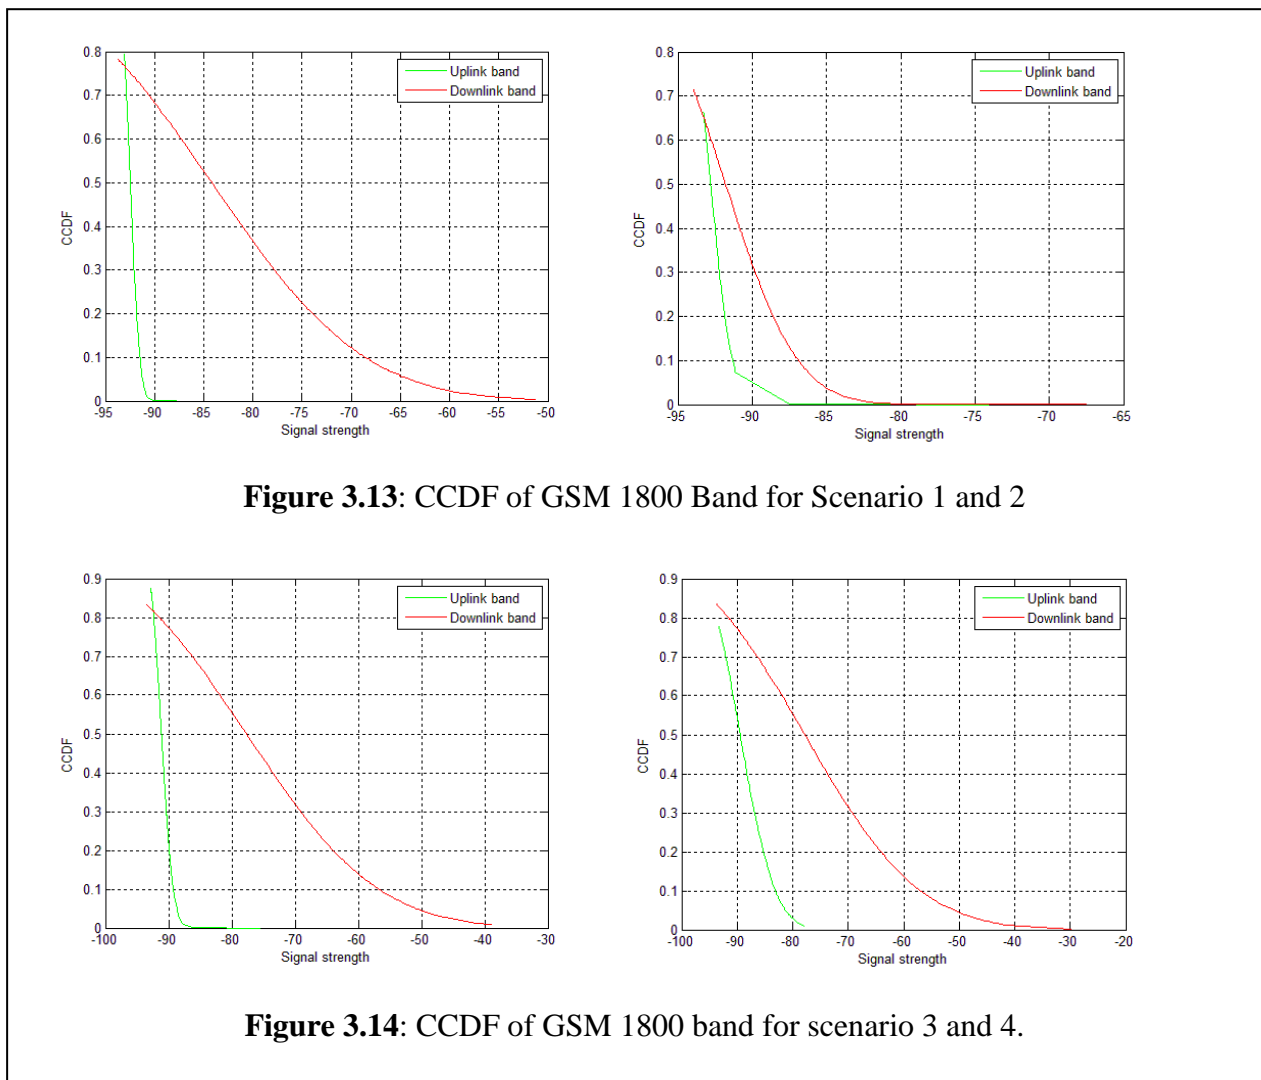 0.8
0.7
0.6
0.5
0.4
0.3
0.2
0.1
0
CCDF
-95 -90 -85 -80 -75 -70 -65 -60 -55 -50
Signal strength
Uplink band
Downlink band
0.8
0.7
0.6
0.5
0.4
0.3
0.2
0.1
0
CCDF
-95 -90 -85 -80 -75 -70 -65
Signal strength
Uplink band
Downlink band
Figure 3.13: CCDF of GSM 1800 Band for Scenario 1 and 2
0.9
0.8
0.7
0.6
0.5
0.4
0.3
0.2
0.1
0
CCDF
-100 -90 -80 -70 -60 -50 -40 -30
Signal strength
Uplink band
Downlink band
0.9
0.8
0.7
0.6
0.5
0.4
0.3
0.2
0.1
0
CCDF
-100 -90 -80 -70 -60 -50 -40 -30 -20
Signal strength
Uplink band
Downlink band
Figure 3.14: CCDF of GSM 1800 band for scenario 3 and 4.